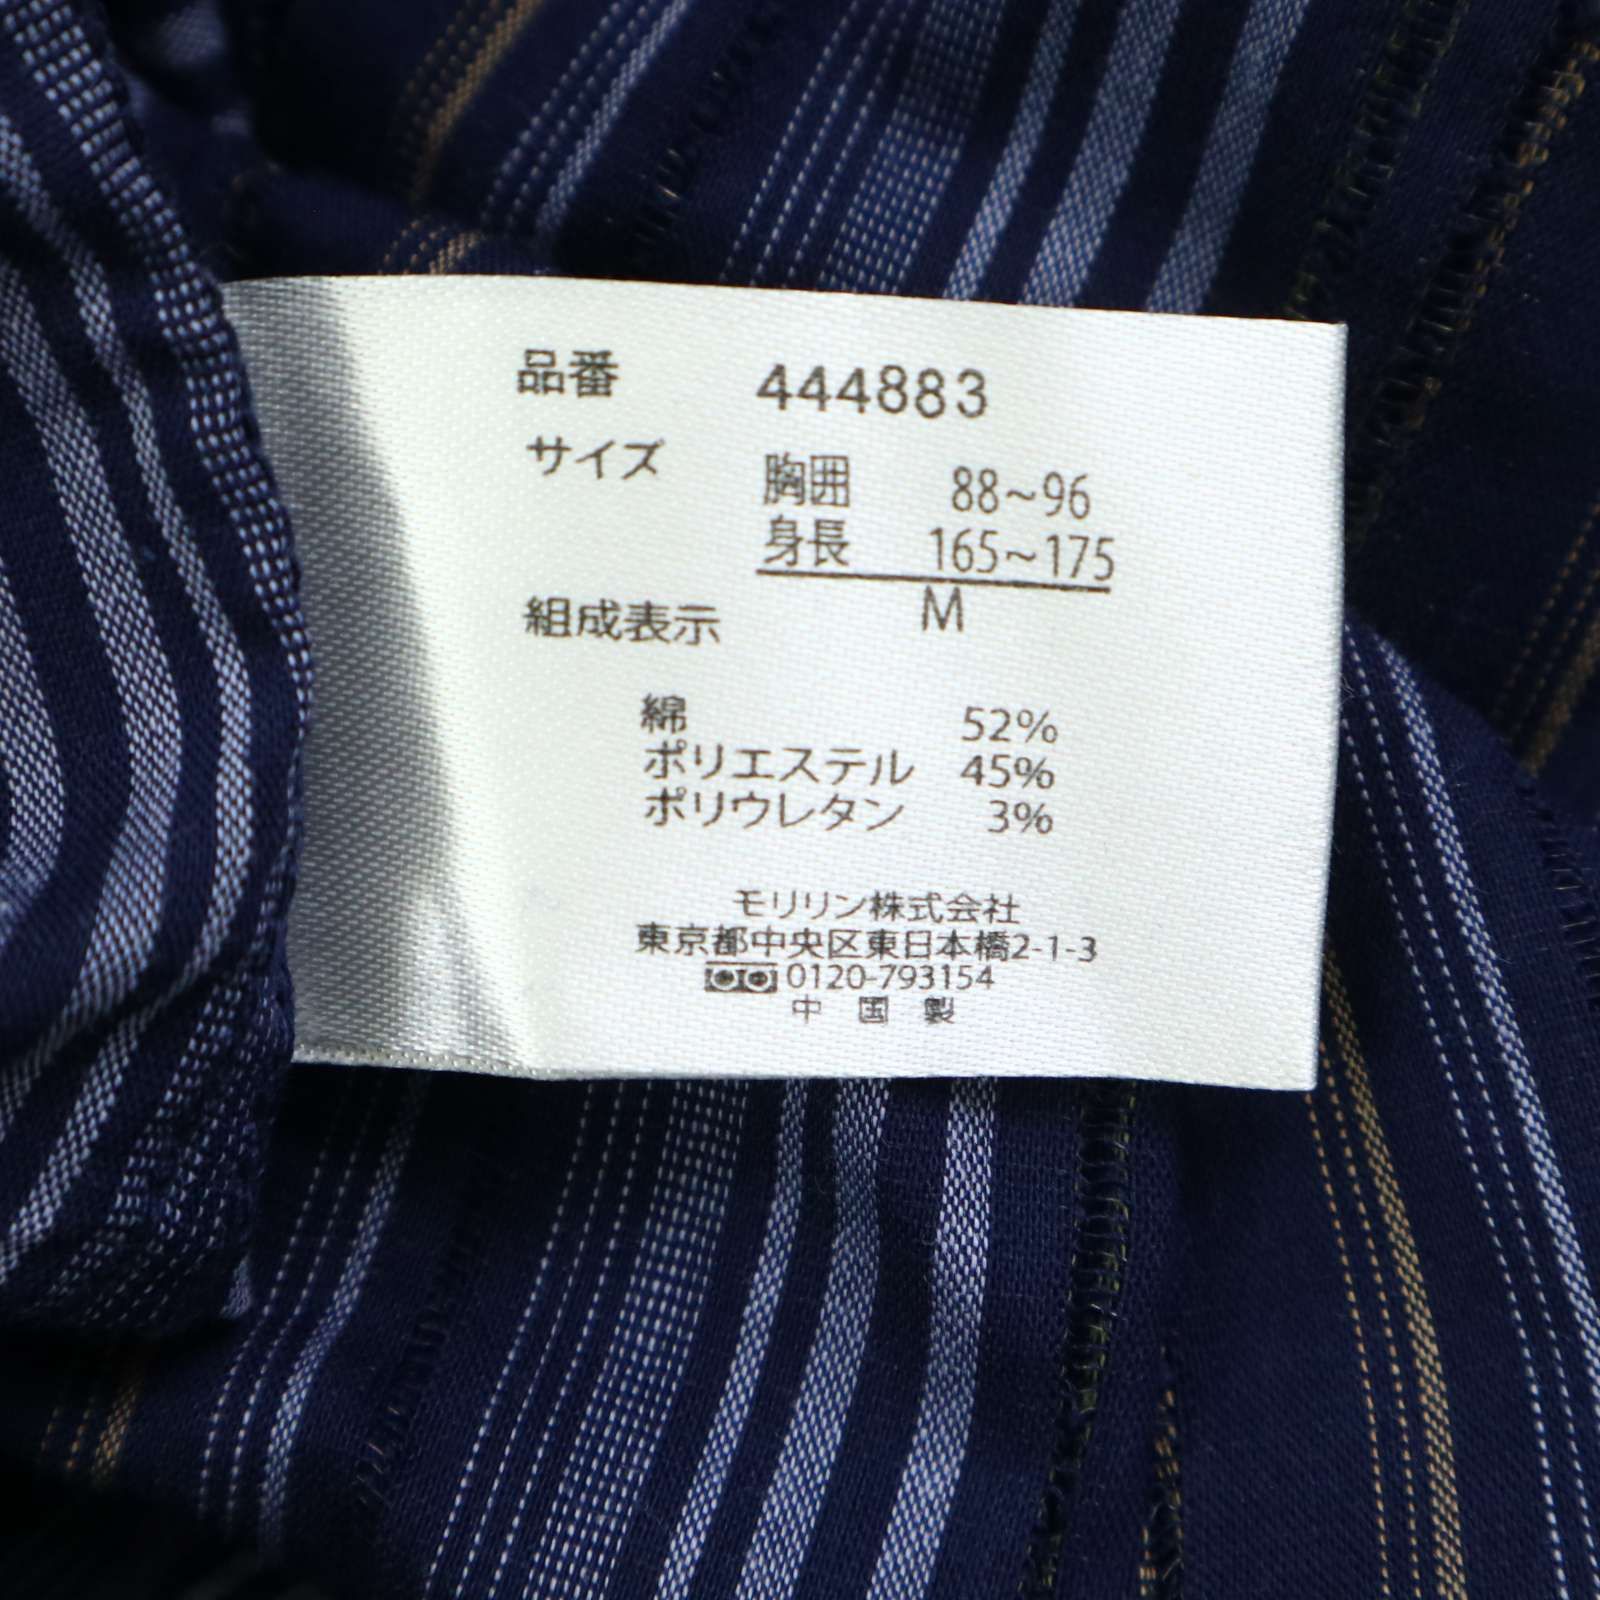 品番 444883
サイズ 胸囲 88～96
身長 165～175
M
組成表示
綿 52%
ポリエステル 45%
ポリウレタン 3%
モリリン株式会社
東京都中央区東日本橋2-1-3
0120-793154
中国製